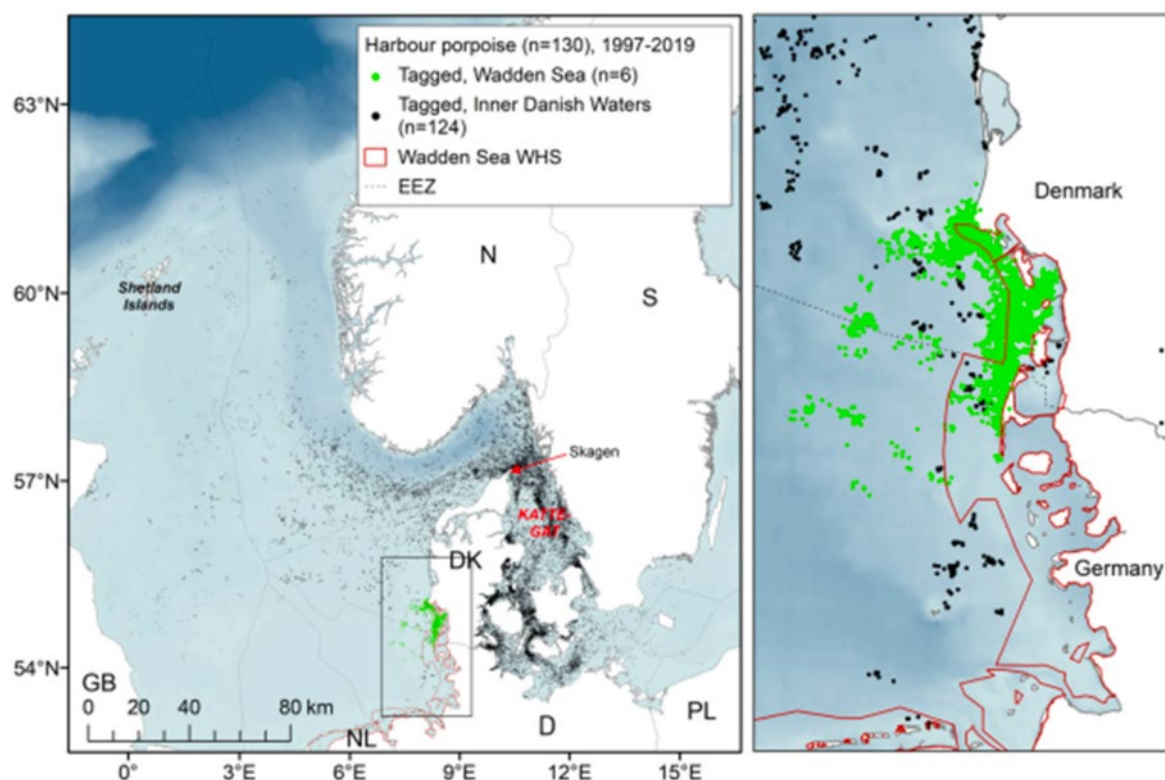 Harbour porpoise (n=130), 1997-2019
Tagged, Wadden Sea (n=6)
Tagged, Inner Danish Waters
(n=124)
Wadden Sea WHS
EEZ
63°N
60°N
57°N
54°N
Shetland
Islands
N
S
Skagen
KATTE-
GAT
DK
GB
0 20 40 80 km
NL
D
PL
0°
3°E
6°E
9°E
12°E
15°E
Denmark
Germany